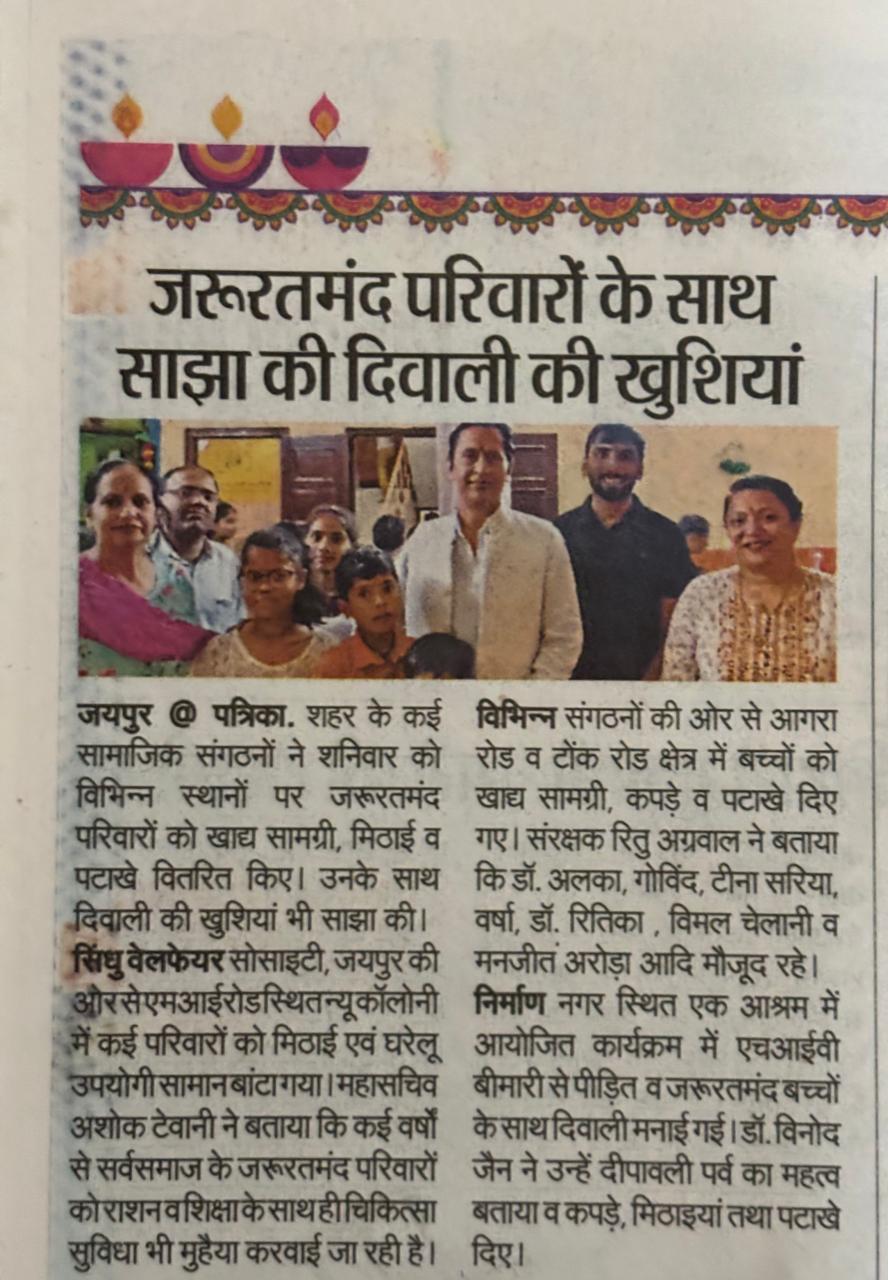 जरूरतमंद परिवारों के साथ
साझा की दिवाली की खुशियां
जयपुर @ पत्रिका. शहर के कई
सामाजिक संगठनों ने शनिवार को
विभिन्न स्थानों पर जरूरतमंद
परिवारों को खाद्य सामग्री, मिठाई व
पटाखे वितरित किए। उनके साथ
दिवाली की खुशियां भी साझा की।
सिंधु वेलफेयर सोसाइटी, जयपुर की
ओर से एमआई रोड स्थित न्यू कॉलोनी
में कई परिवारों को मिठाई एवं घरेलू
उपयोगी सामान बांटा गया। महासचिव
अशोक टेवानी ने बताया कि कई वर्षों
से सर्वसमाज के जरूरतमंद परिवारों
को राशन व शिक्षा के साथ ही चिकित्सा
सुविधा भी मुहैया करवाई जा रही है।
विभिन्न संगठनों की ओर से आगरा
रोड व टोंक रोड क्षेत्र में बच्चों को
खाद्य सामग्री, कपड़े व पटाखे दिए
गए। संरक्षक रितु अग्रवाल ने बताया
कि डॉ. अलका, गोविंद, टीना सरिया,
वर्षा, डॉ. रितिका , विमल चेलानी व
मनजीत अरोड़ा आदि मौजूद रहे।
निर्माण नगर स्थित एक आश्रम में
आयोजित कार्यक्रम में एचआईवी
बीमारी से पीड़ित व जरूरतमंद बच्चों
के साथ दिवाली मनाई गई। डॉ. विनोद
जैन ने उन्हें दीपावली पर्व का महत्व
बताया व कपड़े, मिठाइयां तथा पटाखे
दिए।